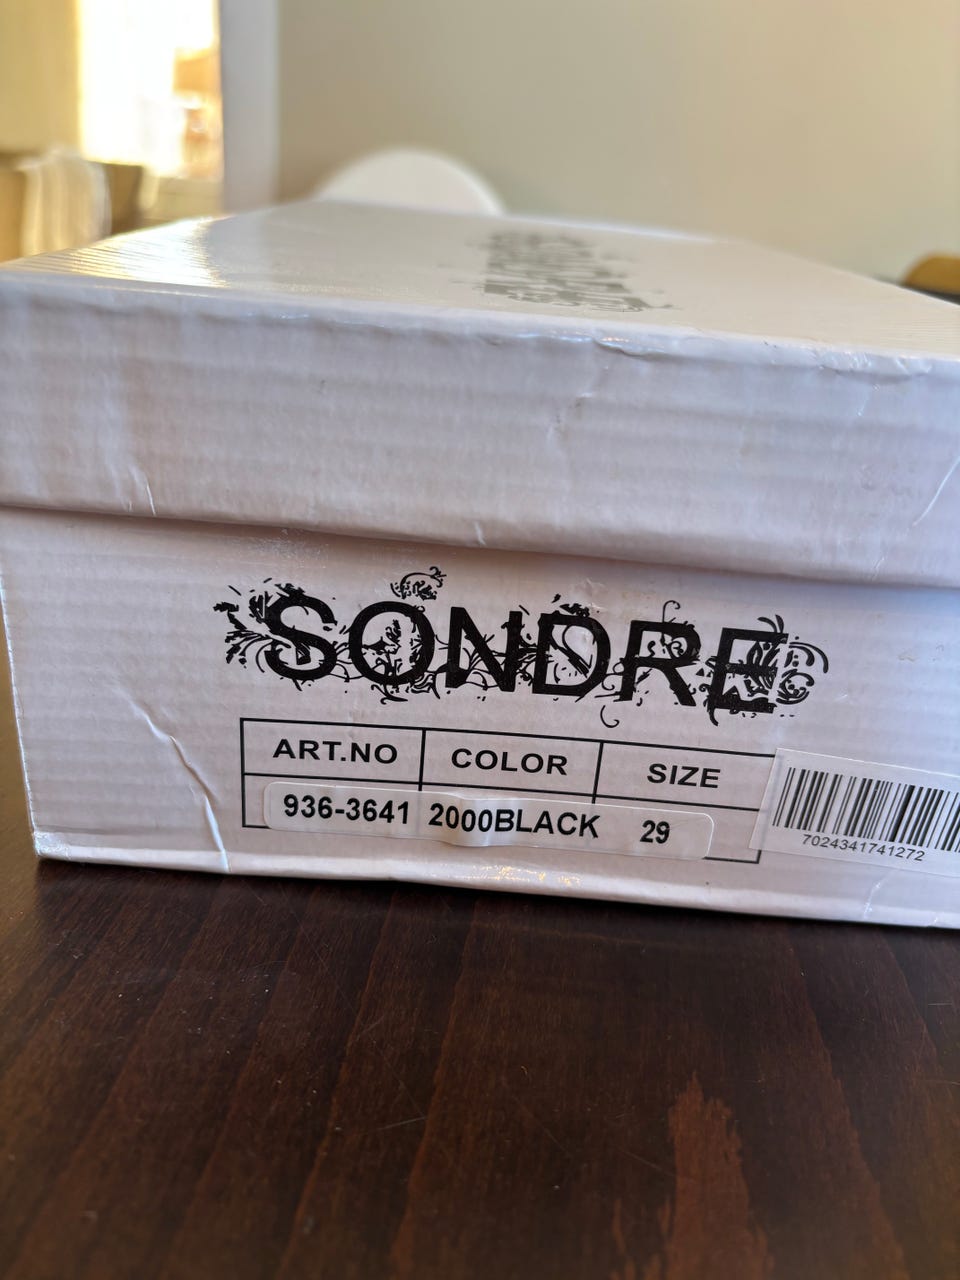 SONDRE
ART.NO COLOR SIZE
936-3641 2000BLACK 29
7024341741272